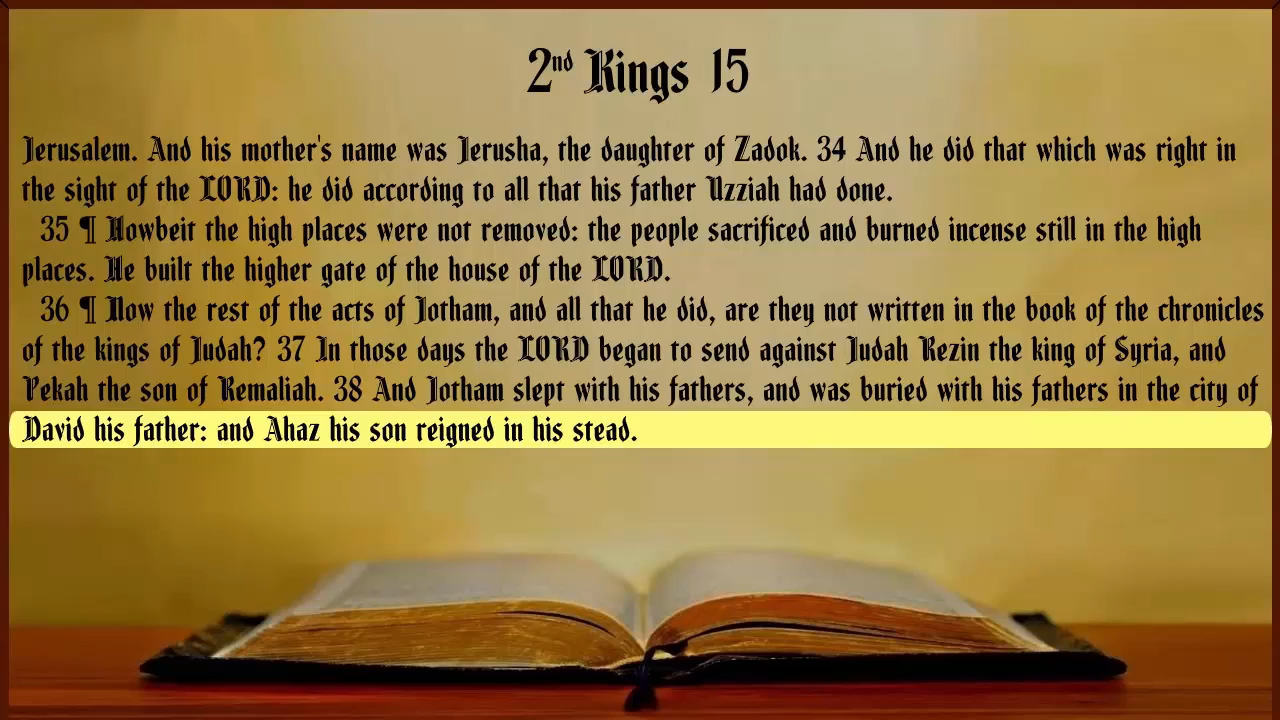 2nd Kings 15
Jerusalem. And his mother's name was Jerusha, the daughter of Zadok. 34 And he did that which was right in
the sight of the LORD: he did according to all that his father Uzziah had done.
35 ¶ Howbeit the high places were not removed: the people sacrificed and burned incense still in the high
places. He built the higher gate of the house of the LORD.
36 ¶ Now the rest of the acts of Jotham, and all that he did, are they not written in the book of the chronicles
of the kings of Judah? 37 In those days the LORD began to send against Judah Rezin the king of Syria, and
Pekah the son of Remaliah. 38 And Jotham slept with his fathers, and was buried with his fathers in the city of
David his father: and Ahaz his son reigned in his stead.